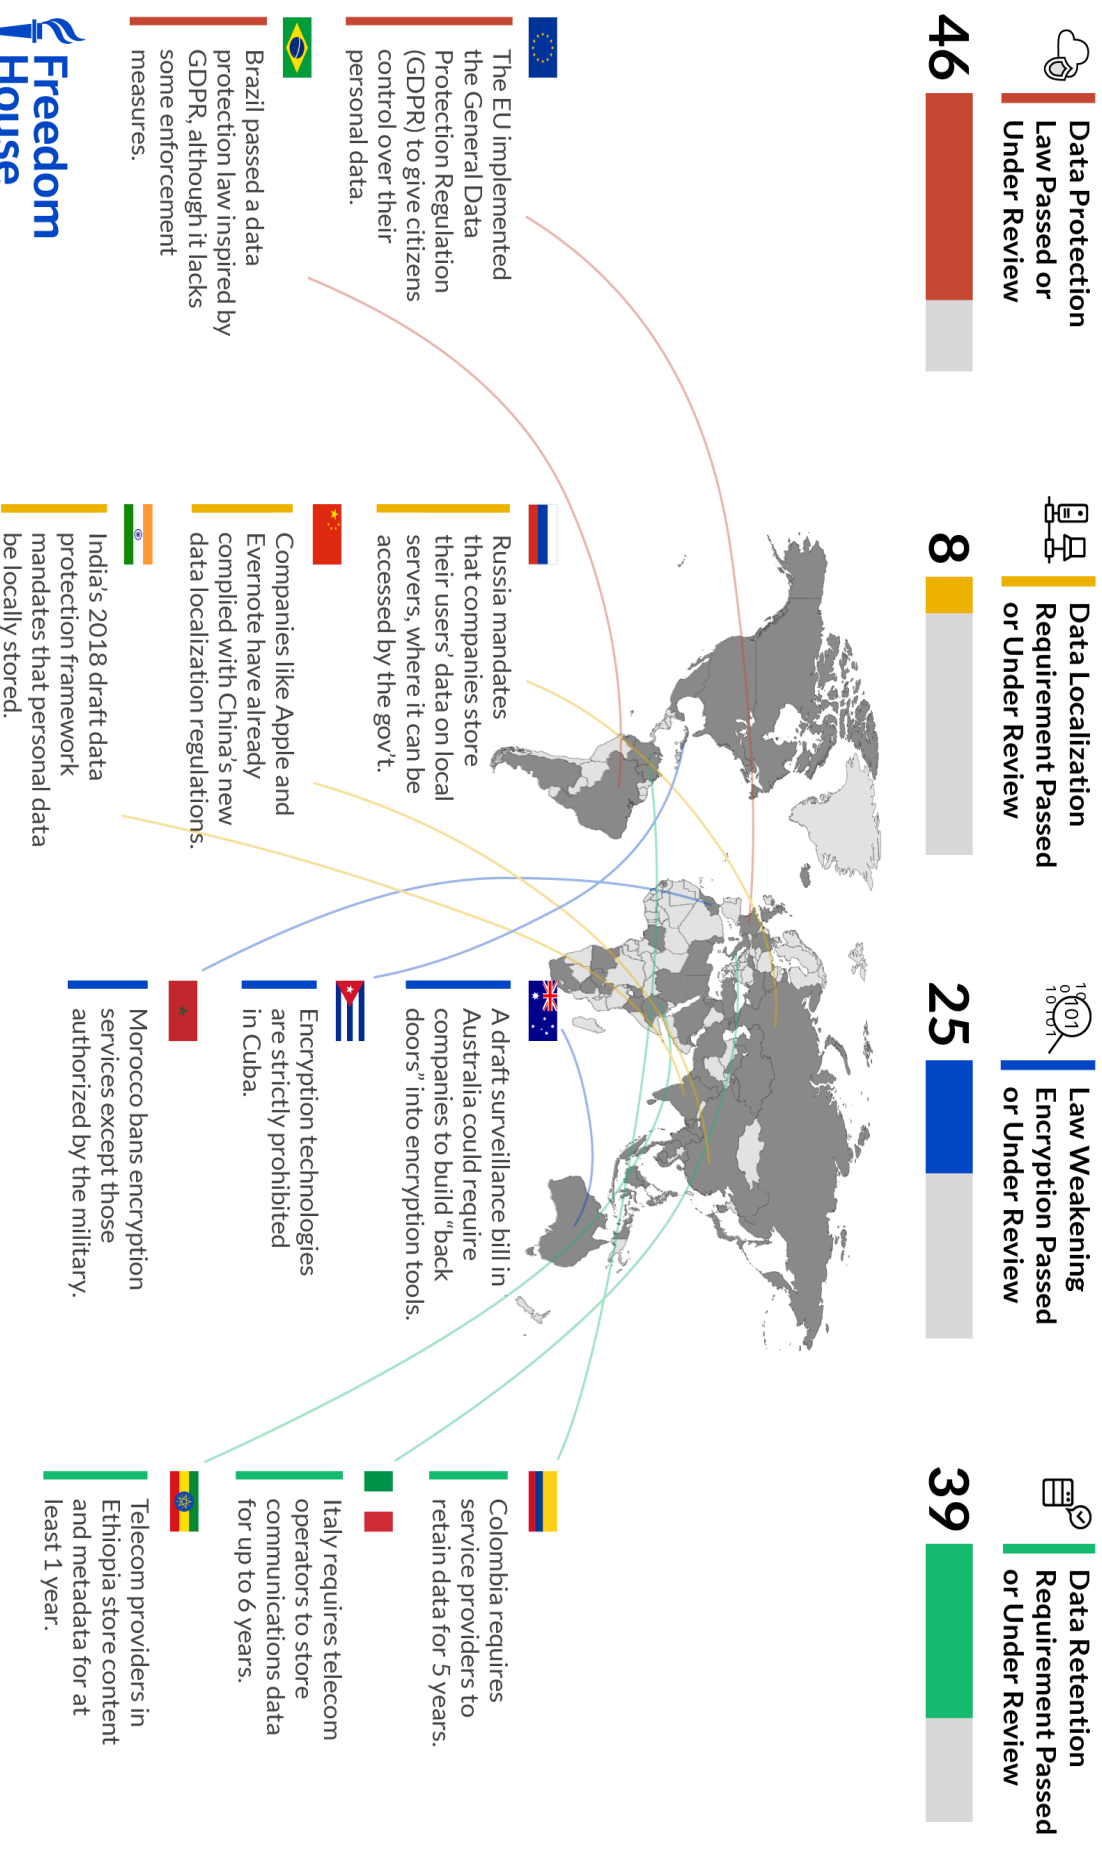 Data Protection
Law Passed or
Under Review
46
Data Localization
Requirement Passed
or Under Review
8
Law Weakening
Encryption Passed
or Under Review
25
Data Retention
Requirement Passed
or Under Review
39
The EU implemented
the General Data
Protection Regulation
(GDPR) to give citizens
control over their
personal data.
Brazil passed a data
protection law inspired by
GDPR, although it lacks
some enforcement
measures.
Russia mandates
that companies store
their users’ data on local
servers, where it can be
accessed by the gov’t.
Companies like Apple and
Evernote have already
complied with China’s new
data localization regulations.
India’s 2018 draft data
protection framework
mandates that personal data
be locally stored.
A draft surveillance bill in
Australia could require
companies to build “back
doors” into encryption tools.
Encryption technologies
are strictly prohibited
in Cuba.
Morocco bans encryption
services except those
authorized by the military.
Colombia requires
service providers to
retain data for 5 years.
Italy requires telecom
operators to store
communications data
for up to 6 years.
Telecom providers in
Ethiopia store content
and metadata for at
least 1 year.
Freedom
House